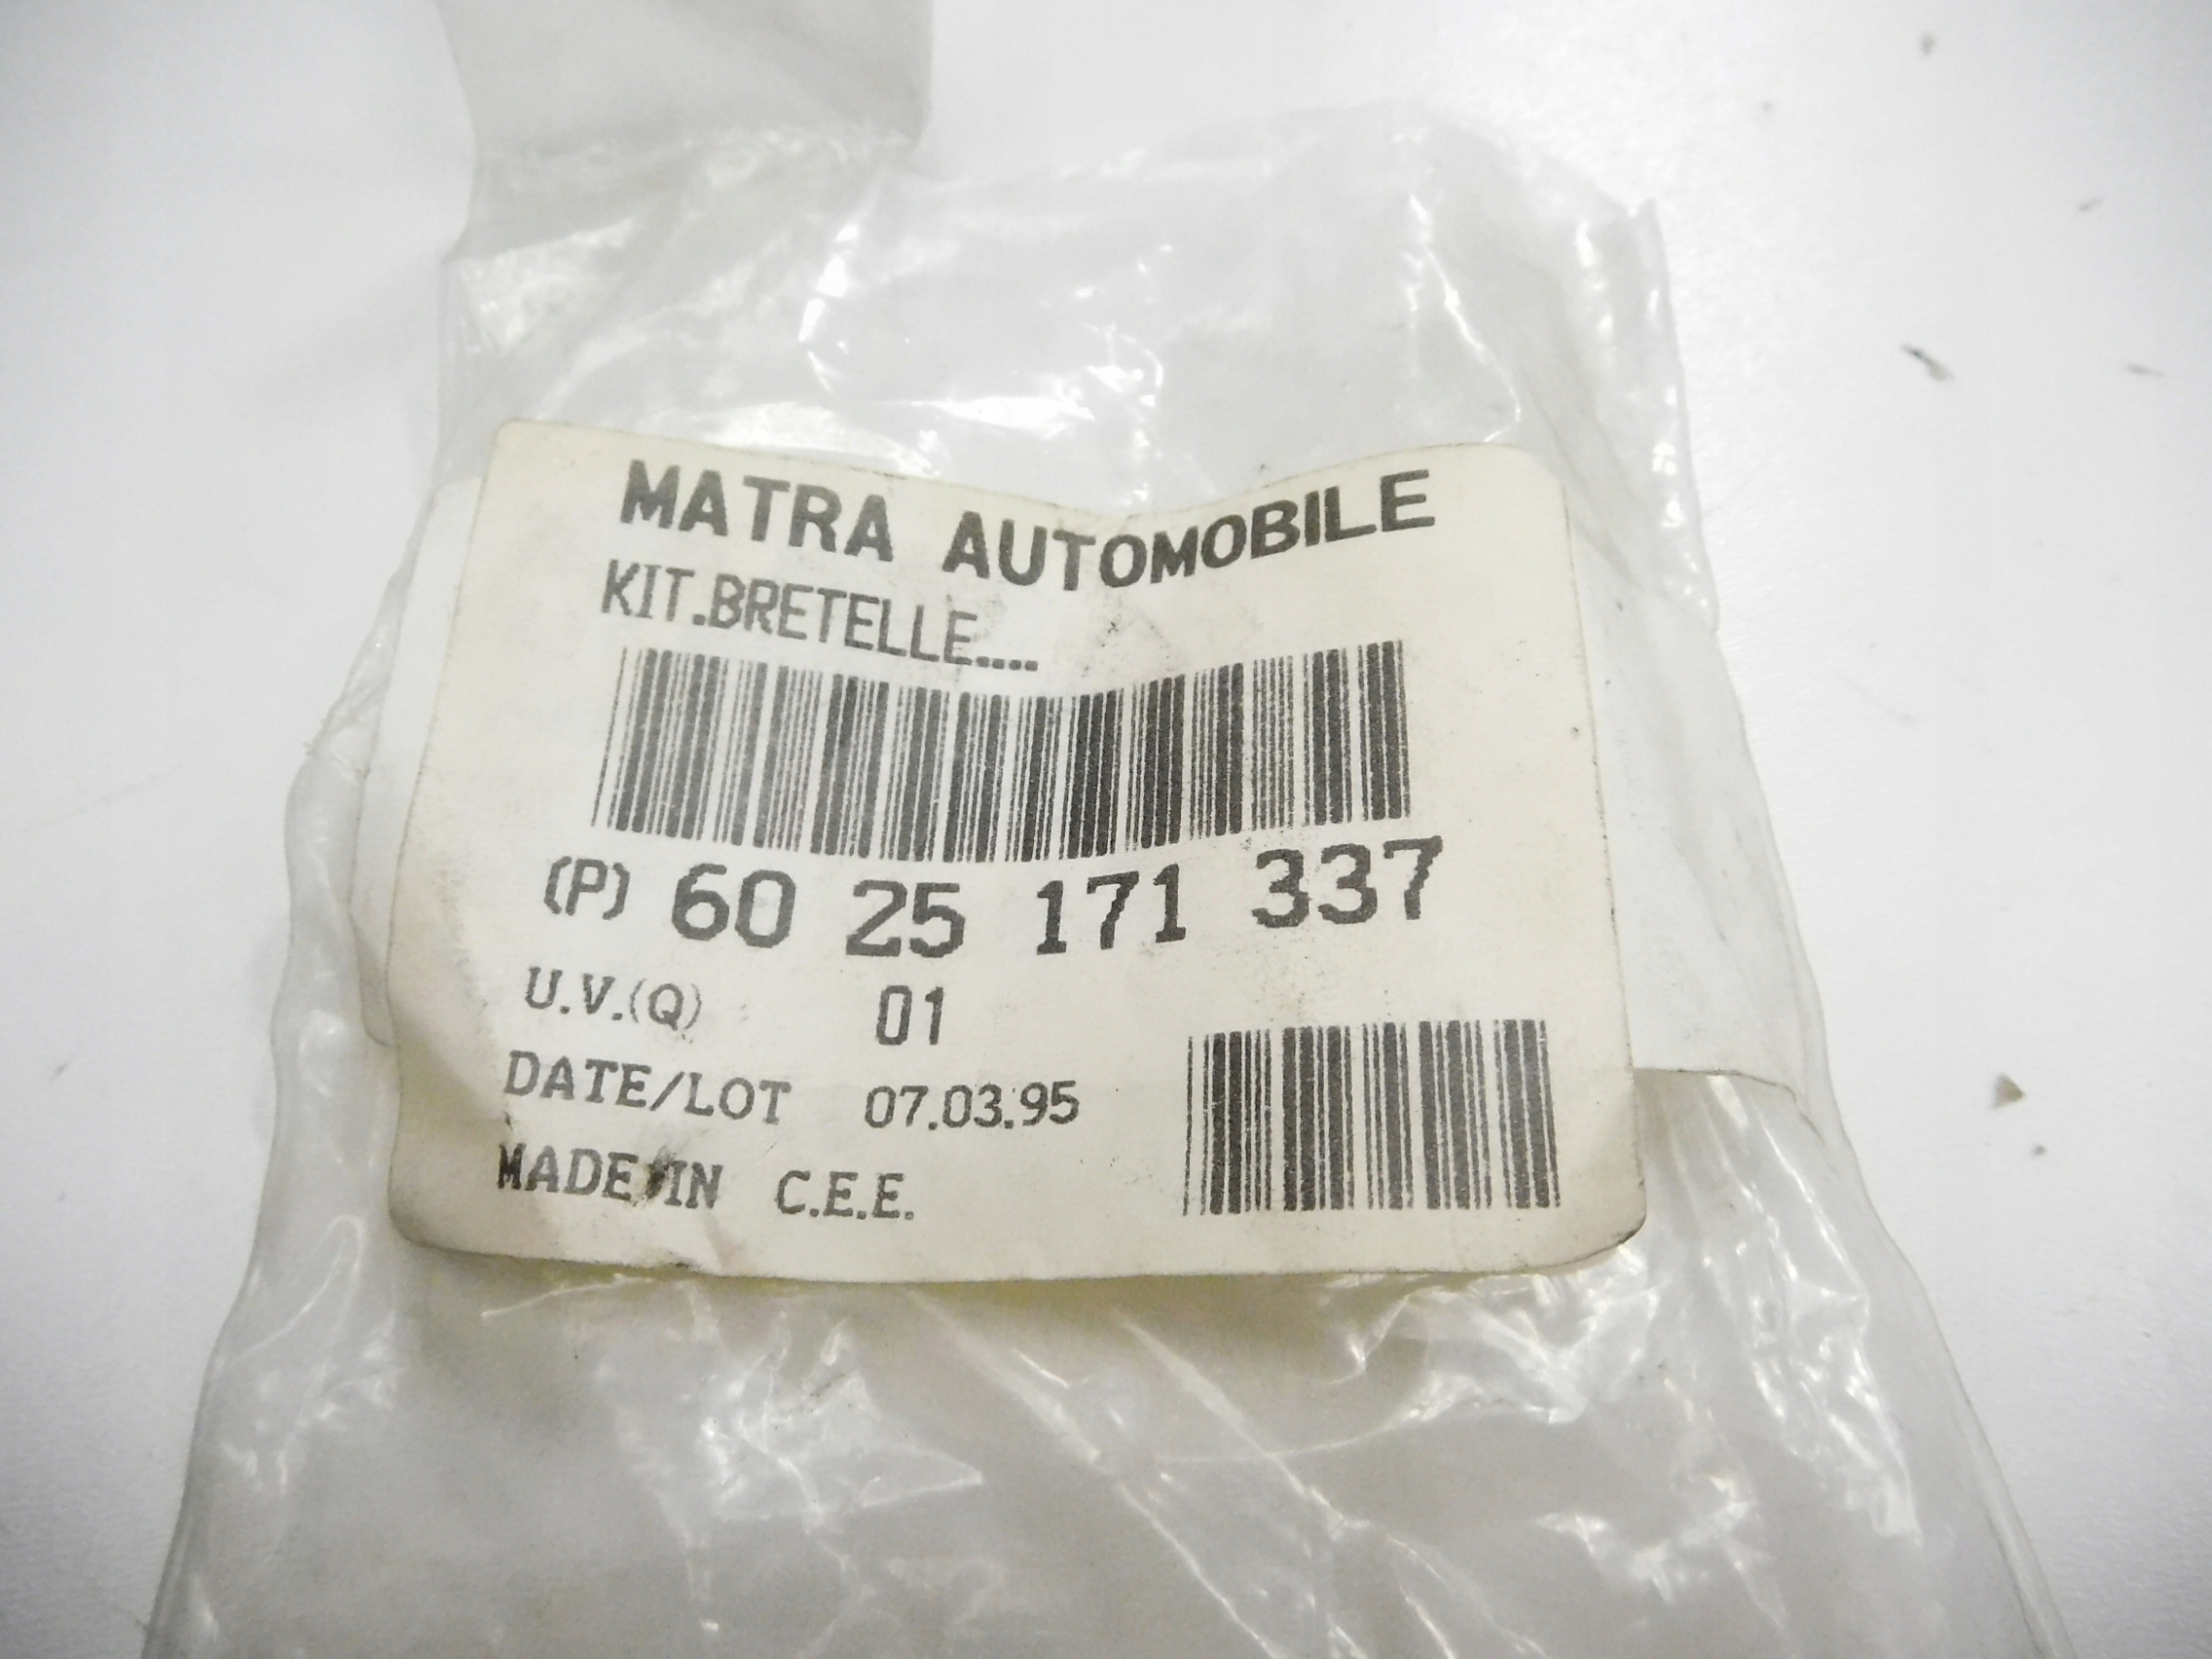 MATRA AUTOMOBILE
KIT.BRETELLE....
(P) 60 25 171 337
U.V.(Q) 01
DATE/LOT 07.03.95
MADE IN C.E.E.